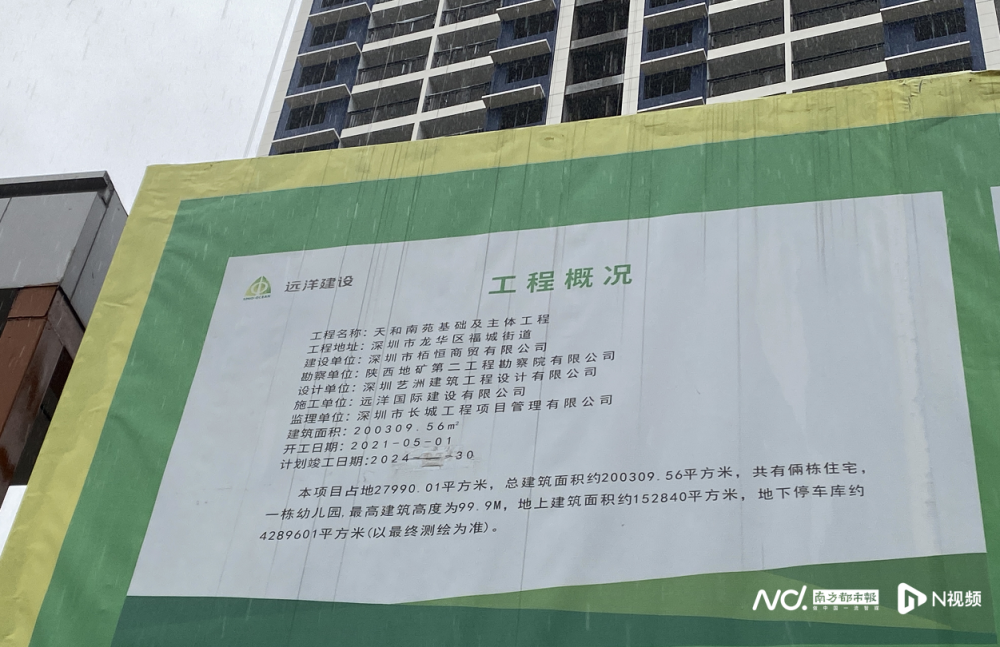 远洋建设
工程概况
工程名称：天和南苑基础及主体工程
工程地址：深圳市龙华区福城街道
建设单位：深圳市栢恒商贸有限公司
勘察单位：陕西地矿第二工程勘察院有限公司
设计单位：深圳艺洲建筑工程设计有限公司
施工单位：远洋国际建设有限公司
监理单位：深圳市长城工程项目管理有限公司
建筑面积：200309.56㎡
开工日期：2021-05-01
计划竣工日期:2024- -30
本项目占地27990.01平方米，总建筑面积约200309.56平方米，共有俩栋住宅，
一栋幼儿园,最高建筑高度为99.9M，地上建筑面积约152840平方米，地下停车库约
4289601平方米(以最终测绘为准)。
N视频
南方都市报